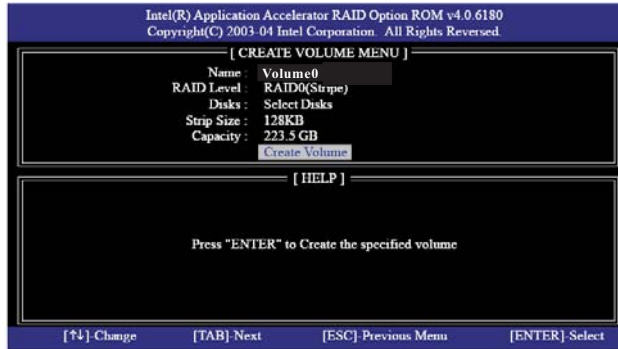 Intel(R) Application Accelerator RAID Option ROM v4.0.6180
Copyright(C) 2003-04 Intel Corporation. All Rights Reversed.
[ CREATE VOLUME MENU ]
Name : Volume0
RAID Level : RAID0(Stripe)
Disks : Select Disks
Strip Size : 128KB
Capacity : 223.5 GB
Create Volume
[ HELP ]
Press "ENTER" to Create the specified volume
[↑↓]-Change [TAB]-Next [ESC]-Previous Menu [ENTER]-Select